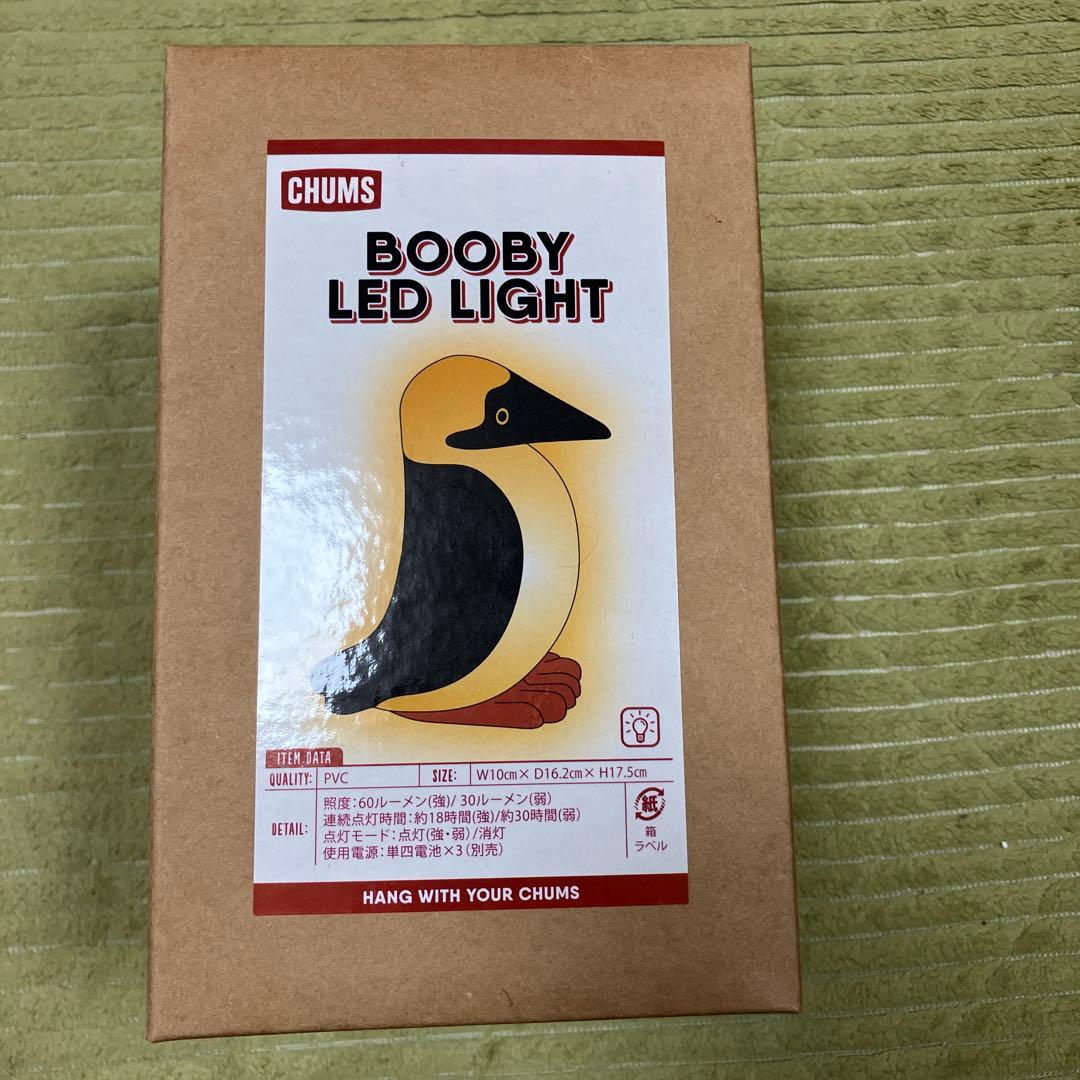 CHUMS
BOOBY
LED LIGHT
ITEM DATA
QUALITY: PVC SIZE: W10cm× D16.2cm× H17.5cm
DETAIL:
照度:60ルーメン(強)/ 30ルーメン(弱)
連続点灯時間:約18時間(強)/約30時間(弱)
点灯モード:点灯(強・弱)/消灯
使用電源:単四電池×3(別売)
紙
箱
ラベル
HANG WITH YOUR CHUMS